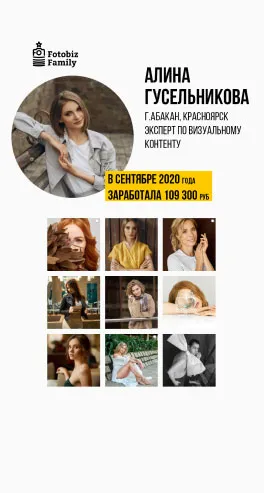 Fotobiz
Family
АЛИНА
ГУСЕЛЬНИКОВА
Г.АБАКАН, КРАСНОЯРСК
ЭКСПЕРТ ПО ВИЗУАЛЬНОМУ
КОНТЕНТУ
В СЕНТЯБРЕ 2020 ГОДА
ЗАРАБОТАЛА 109 300 РУБ